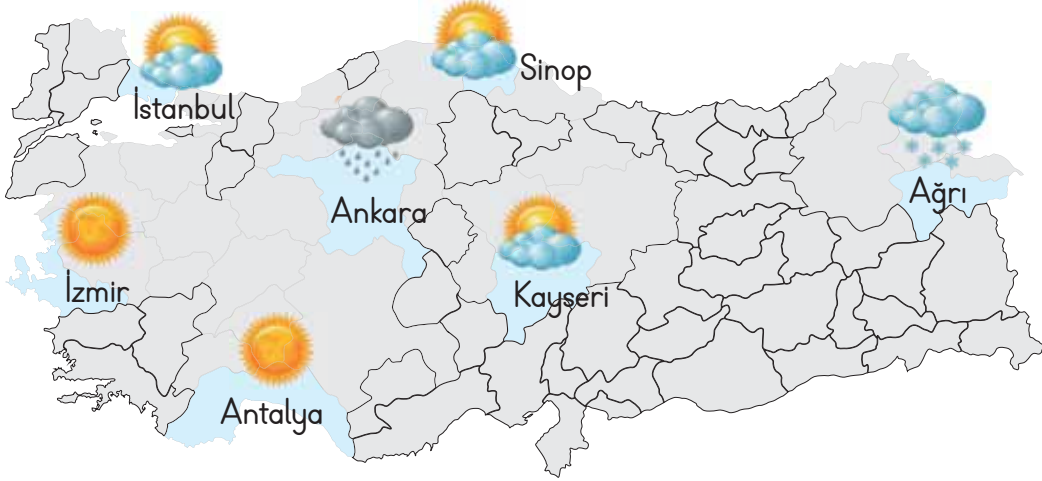 Sinop
İstanbul
Ağrı
Ankara
İzmir
Kayseri
Antalya